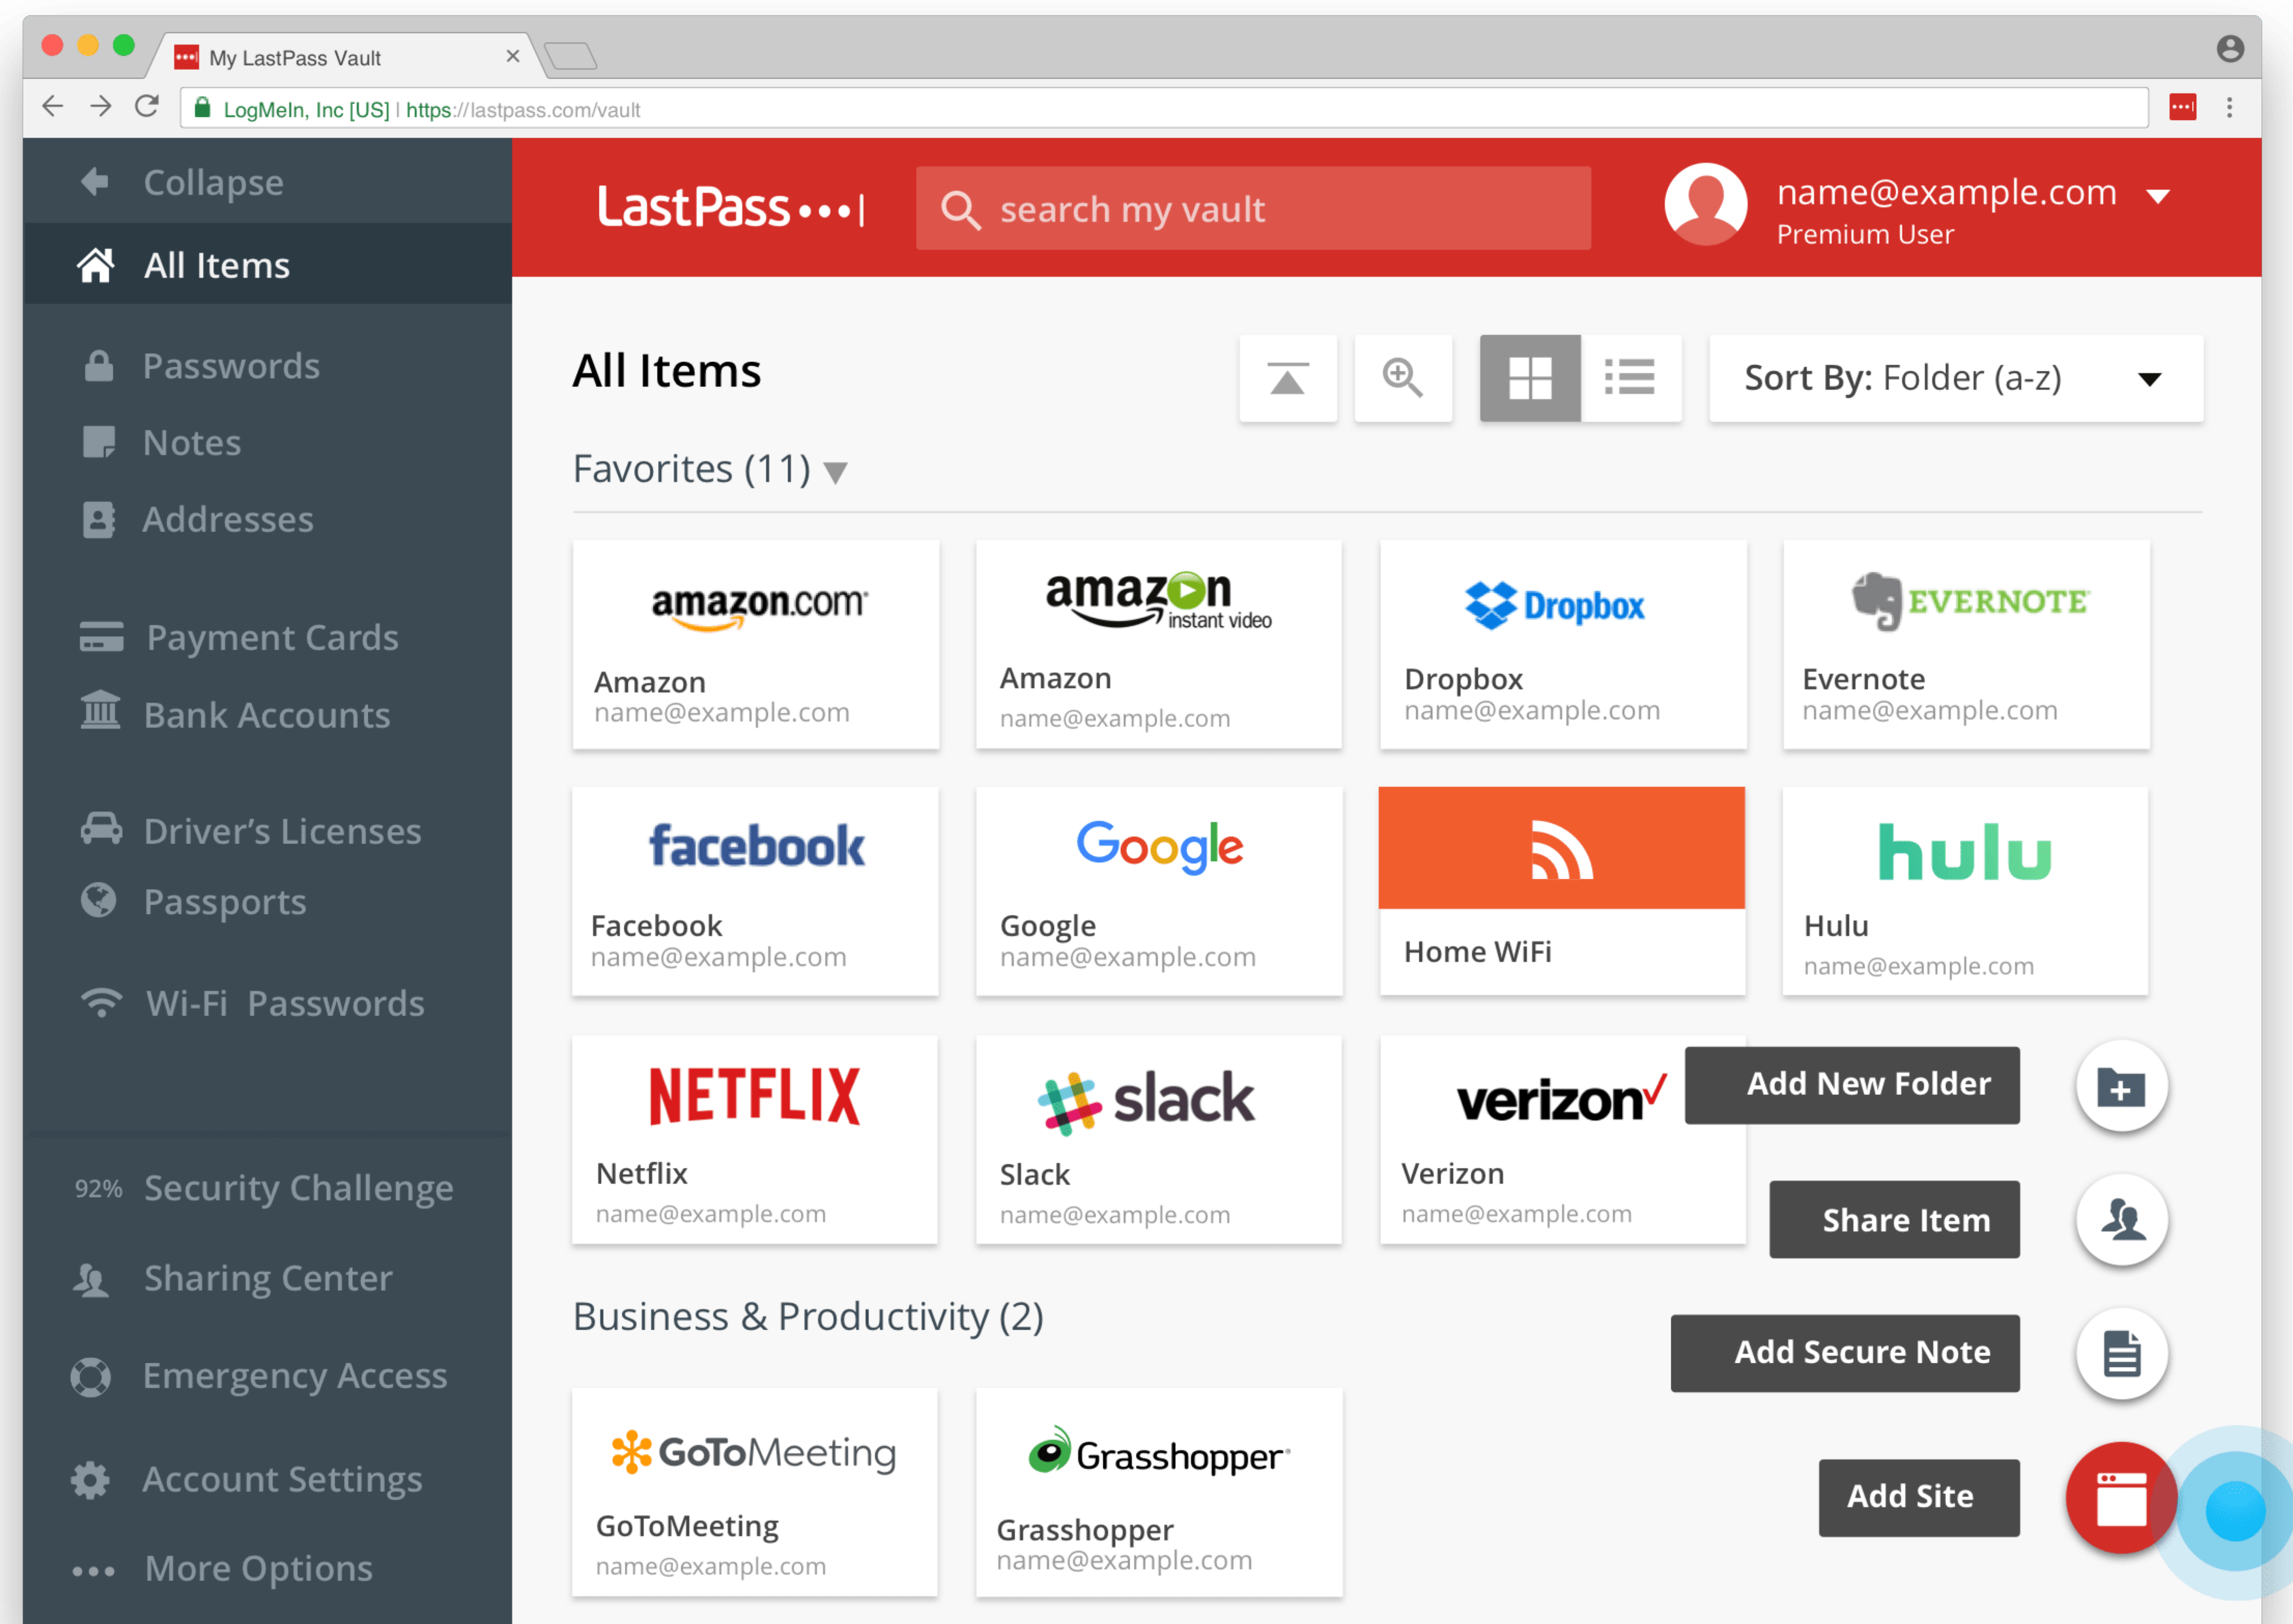 My LastPass Vault
LogMeIn, Inc [US] | https://lastpass.com/vault
Collapse
All Items
Passwords
Notes
Addresses
Payment Cards
Bank Accounts
Driver's Licenses
Passports
Wi-Fi Passwords
92% Security Challenge
Sharing Center
Emergency Access
Account Settings
More Options
LastPass
search my vault
name@example.com
Premium User
All Items
Sort By: Folder (a-z)
Favorites (11)
amazon.com
Amazon
name@example.com
amazon
instant video
Amazon
name@example.com
Dropbox
Dropbox
name@example.com
EVERNOTE
Evernote
name@example.com
facebook
Facebook
name@example.com
Google
Google
name@example.com
Home WiFi
hulu
Hulu
name@example.com
NETFLIX
Netflix
name@example.com
slack
Slack
name@example.com
verizon
Verizon
name@example.com
Add New Folder
Share Item
Business & Productivity (2)
Add Secure Note
GoToMeeting
GoToMeeting
name@example.com
Grasshopper
Grasshopper
name@example.com
Add Site